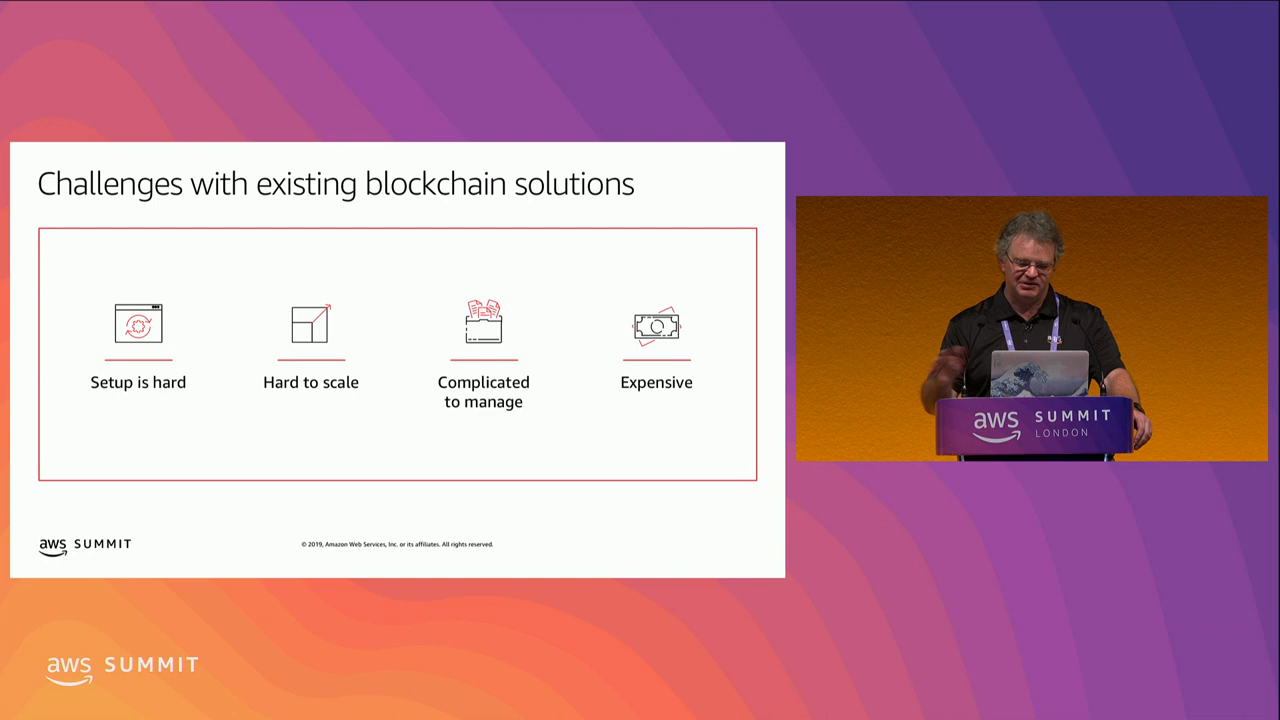 Challenges with existing blockchain solutions
Setup is hard
Hard to scale
Complicated
to manage
Expensive
aws SUMMIT
© 2019, Amazon Web Services, Inc. or its affiliates. All rights reserved.
aws SUMMIT
LONDON
aws SUMMIT